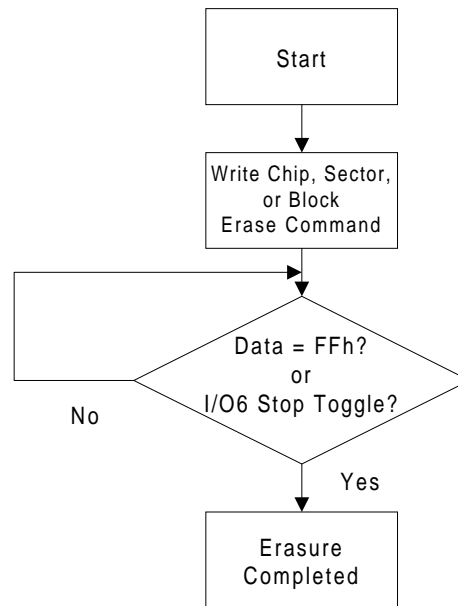 Start
Write Chip, Sector,
or Block
Erase Command
Data = FFh?
or
I/O6 Stop Toggle?
No
Yes
Erasure
Completed